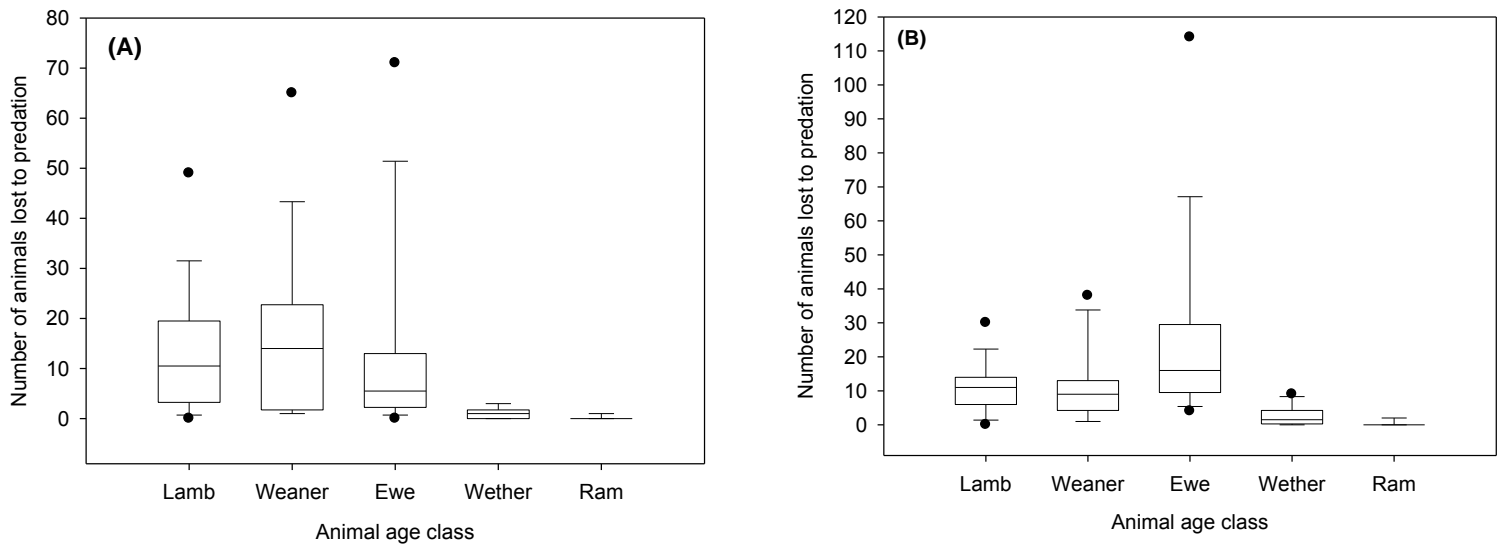 (A)
Number of animals lost to predation
80
70
60
50
40
30
20
10
0
Lamb Weaner Ewe Wether Ram
Animal age class
(B)
Number of animals lost to predation
120
110
100
90
80
70
60
50
40
30
20
10
0
Lamb Weaner Ewe Wether Ram
Animal age class